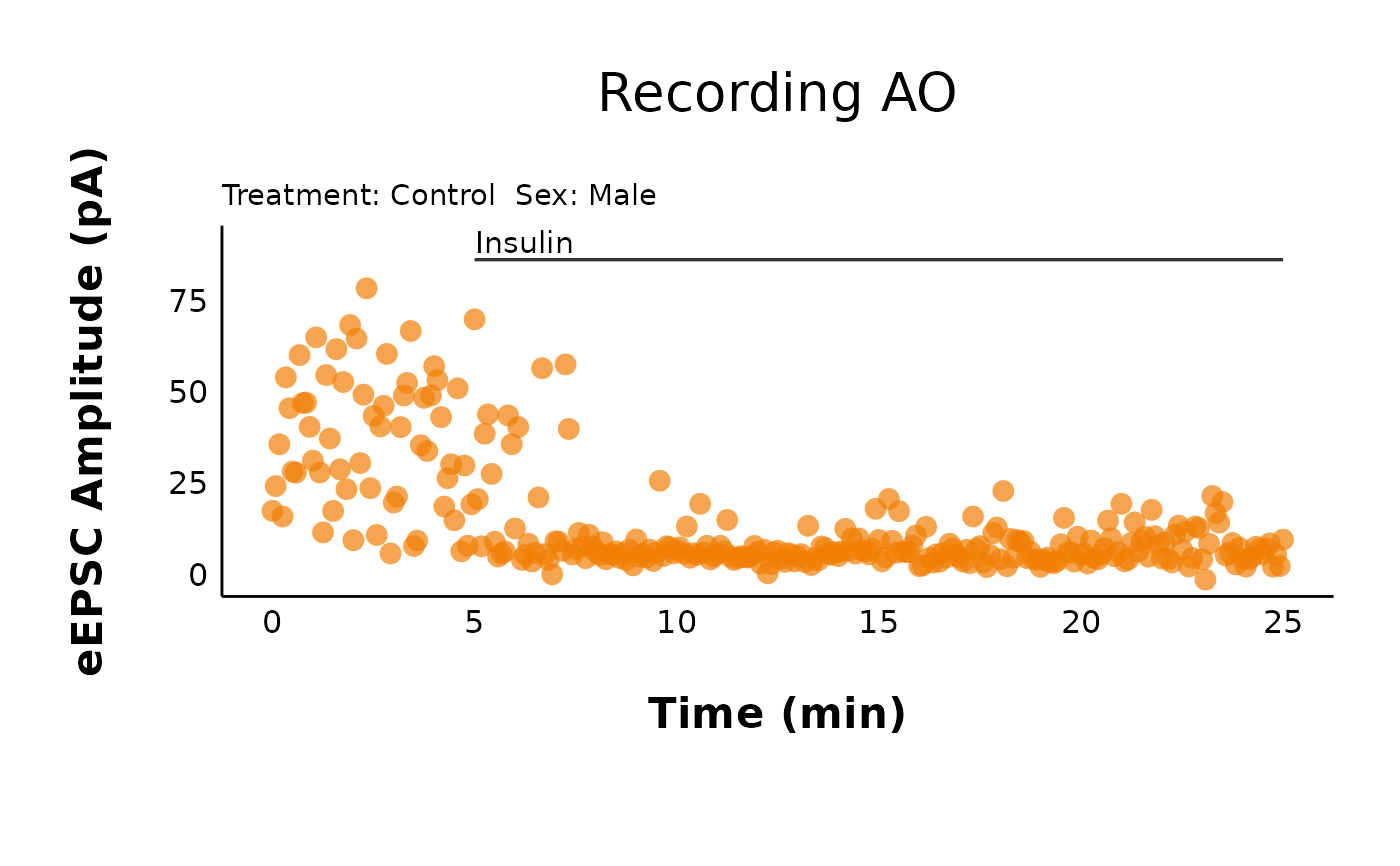 Recording AO
Treatment: Control  Sex: Male
Insulin
eEPSC Amplitude (pA)
75
50
25
0
0 5 10 15 20 25
Time (min)